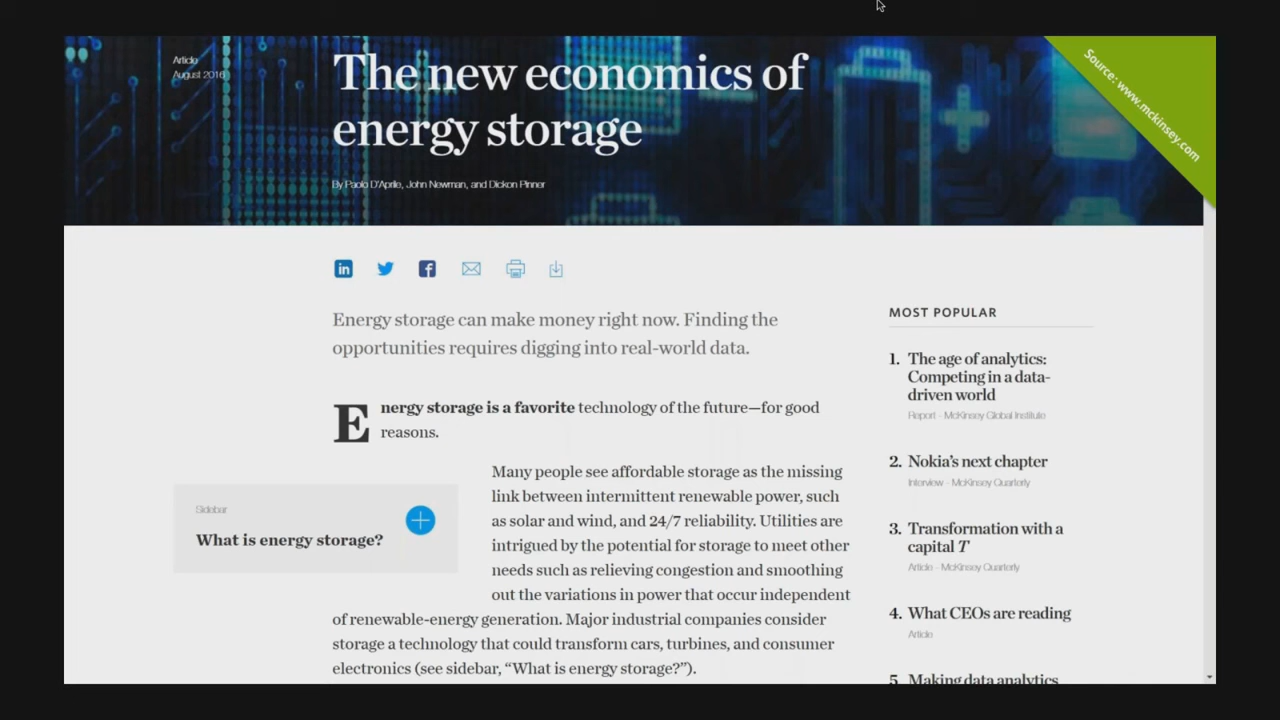 Article
August 2016
The new economics of
energy storage
By Paolo D'Aprile, John Newman, and Dickon Pinner
Source: www.mckinsey.com
in
f
Energy storage can make money right now. Finding the
opportunities requires digging into real-world data.
Energy storage is a favorite technology of the future—for good
reasons.
Many people see affordable storage as the missing
link between intermittent renewable power, such
as solar and wind, and 24/7 reliability. Utilities are
intrigued by the potential for storage to meet other
needs such as relieving congestion and smoothing
out the variations in power that occur independent
of renewable-energy generation. Major industrial companies consider
storage a technology that could transform cars, turbines, and consumer
electronics (see sidebar, “What is energy storage?”).
Sidebar
What is energy storage?
MOST POPULAR
1. The age of analytics:
Competing in a data-
driven world
Report - McKinsey Global Institute
2. Nokia’s next chapter
Interview - McKinsey Quarterly
3. Transformation with a
capital T
Article - McKinsey Quarterly
4. What CEOs are reading
Article
5. Making data analytics